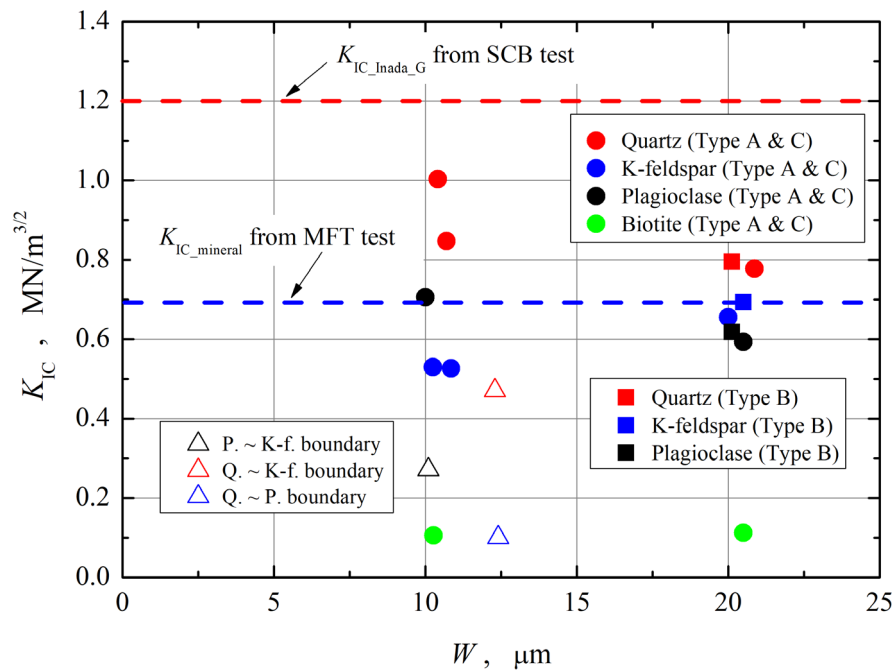 1.4
1.2
1.0
0.8
0.6
0.4
0.2
0.0
K_IC , MN/m^3/2
K_IC_Inada_G from SCB test
K_IC_mineral from MFT test
Quartz (Type A & C)
K-feldspar (Type A & C)
Plagioclase (Type A & C)
Biotite (Type A & C)
Quartz (Type B)
K-feldspar (Type B)
Plagioclase (Type B)
P. ~ K-f. boundary
Q. ~ K-f. boundary
Q. ~ P. boundary
0 5 10 15 20 25
W , μm